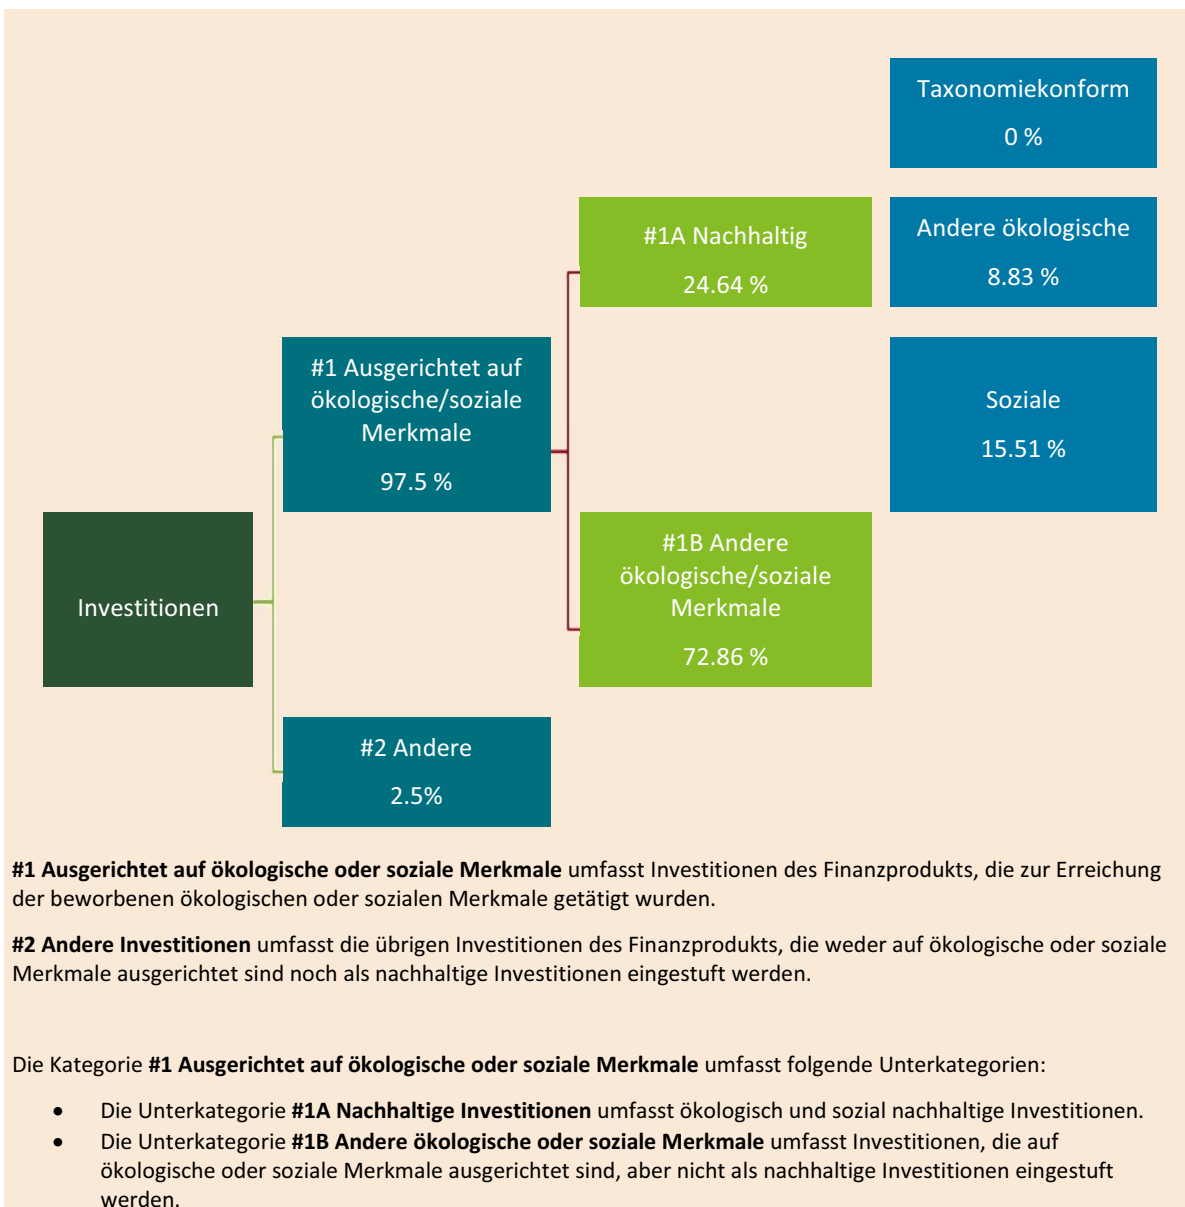 Taxonomiekonform
0 %
#1A Nachhaltig
24.64 %
Andere ökologische
8.83 %
#1 Ausgerichtet auf
ökologische/soziale
Merkmale
97.5 %
Soziale
15.51 %
Investitionen
#1B Andere
ökologische/soziale
Merkmale
72.86 %
#2 Andere
2.5%
#1 Ausgerichtet auf ökologische oder soziale Merkmale umfasst Investitionen des Finanzprodukts, die zur Erreichung
der beworbenen ökologischen oder sozialen Merkmale getätigt wurden.
#2 Andere Investitionen umfasst die übrigen Investitionen des Finanzprodukts, die weder auf ökologische oder soziale
Merkmale ausgerichtet sind noch als nachhaltige Investitionen eingestuft werden.
Die Kategorie #1 Ausgerichtet auf ökologische oder soziale Merkmale umfasst folgende Unterkategorien:
• Die Unterkategorie #1A Nachhaltige Investitionen umfasst ökologisch und sozial nachhaltige Investitionen.
• Die Unterkategorie #1B Andere ökologische oder soziale Merkmale umfasst Investitionen, die auf
ökologische oder soziale Merkmale ausgerichtet sind, aber nicht als nachhaltige Investitionen eingestuft
werden.